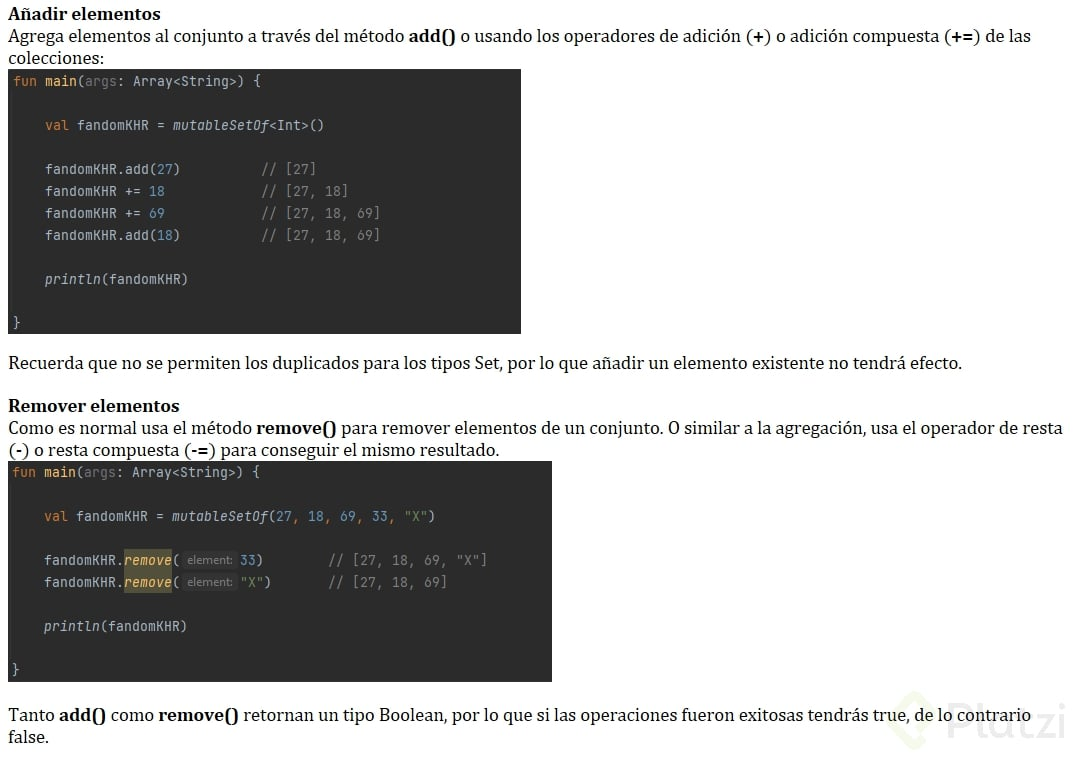 Añadir elementos
Agrega elementos al conjunto a través del método add() o usando los operadores de adición (+) o adición compuesta (+=) de las
colecciones:
fun main(args: Array<String>) {
val fandomKHR = mutableSetOf<Int>()
fandomKHR.add(27) // [27]
fandomKHR += 18 // [27, 18]
fandomKHR += 69 // [27, 18, 69]
fandomKHR.add(18) // [27, 18, 69]
println(fandomKHR)
}
Recuerda que no se permiten los duplicados para los tipos Set, por lo que añadir un elemento existente no tendrá efecto.
Remover elementos
Como es normal usa el método remove() para remover elementos de un conjunto. O similar a la agregación, usa el operador de resta
(-) o resta compuesta (-=) para conseguir el mismo resultado.
fun main(args: Array<String>) {
val fandomKHR = mutableSetOf(27, 18, 69, 33, "X")
fandomKHR.remove( element: 33) // [27, 18, 69, "X"]
fandomKHR.remove( element: "X") // [27, 18, 69]
println(fandomKHR)
}
Tanto add() como remove() retornan un tipo Boolean, por lo que si las operaciones fueron exitosas tendrás true, de lo contrario
false.
Platzi